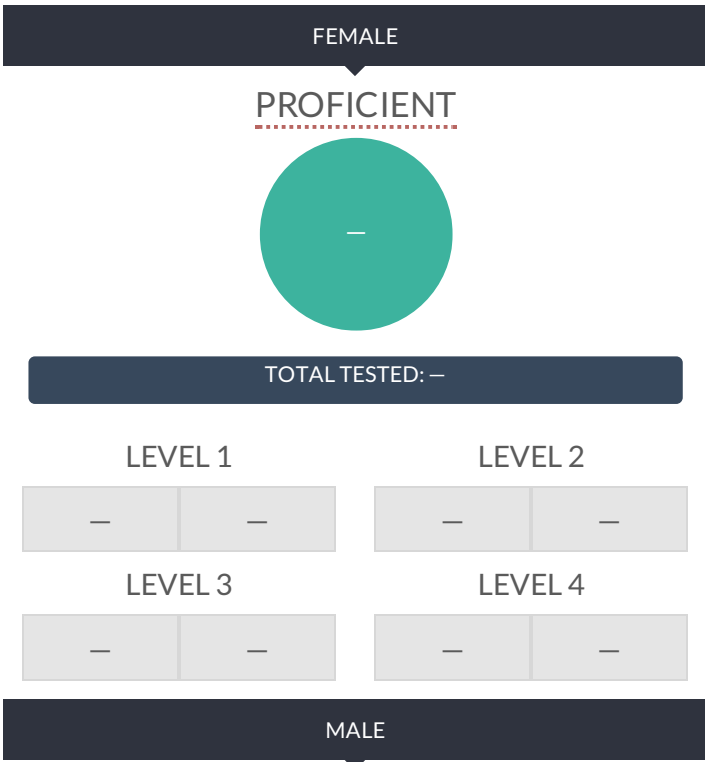 FEMALE
PROFICIENT
—
TOTAL TESTED: —
LEVEL 1 LEVEL 2
— — — —
LEVEL 3 LEVEL 4
— — — —
MALE